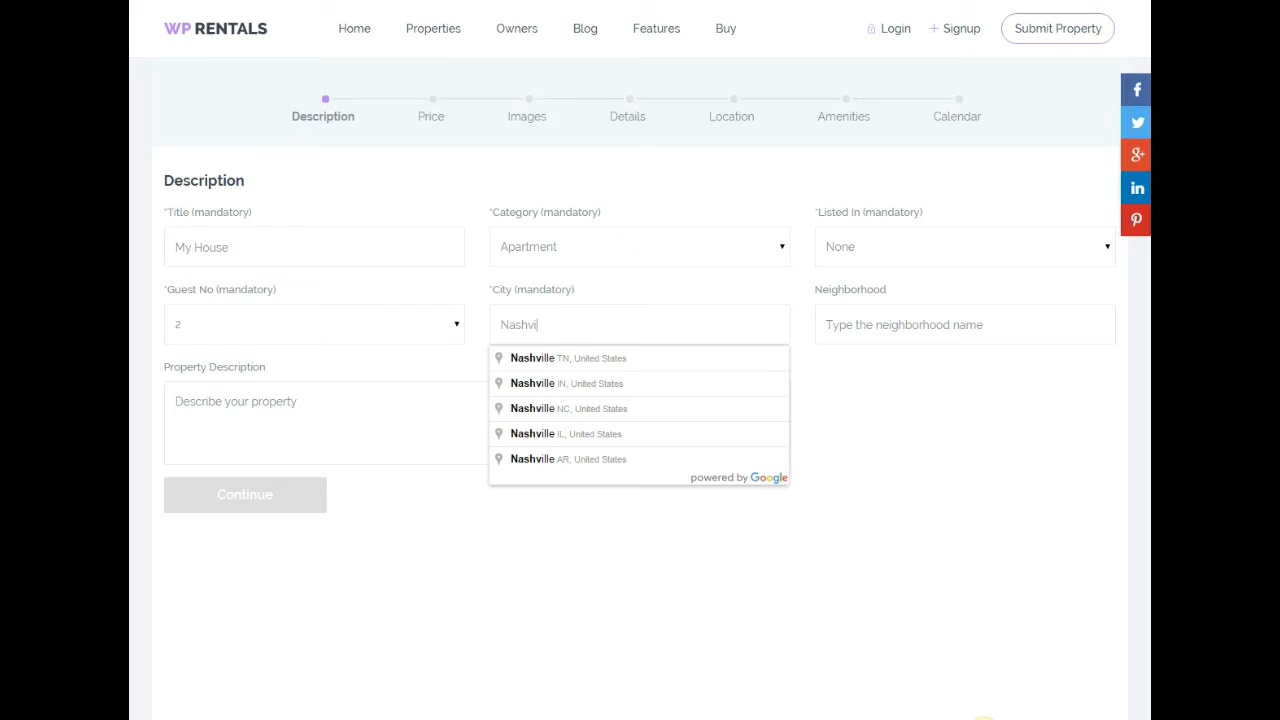 WP RENTALS
Home Properties Owners Blog Features Buy
Login + Signup Submit Property
Description Price Images Details Location Amenities Calendar
Description
*Title (mandatory) *Category (mandatory) *Listed In (mandatory)
My House Apartment None
*Guest No (mandatory) *City (mandatory) Neighborhood
2 Nashvi Type the neighborhood name
Nashville TN, United States
Nashville IN, United States
Nashville NC, United States
Nashville IL, United States
Nashville AR, United States
powered by Google
Property Description
Describe your property
Continue
f
g+
in